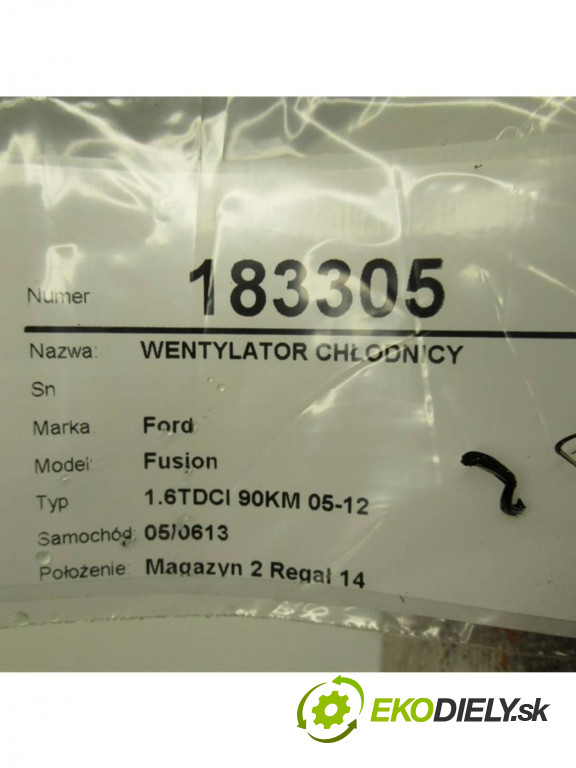 Numer 183305
Nazwa: WENTYLATOR CHŁODNICY
Sn
Marka Ford
Model: Fusion
Typ 1.6TDCI 90KM 05-12
Samochód: 05/0613
Położenie: Magazyn 2 Regał 14
EKODIELY.sk